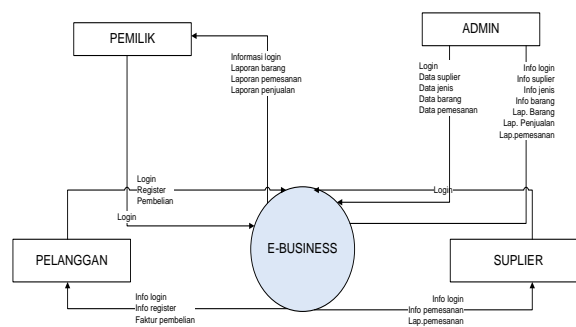 PEMILIK
ADMIN
Informasi login
Laporan barang
Laporan pemesanan
Laporan penjualan
Login
Data suplier
Data jenis
Data barang
Data pemesanan
Info login
Info suplier
Info jenis
Info barang
Lap. Barang
Lap. Penjualan
Lap.pemesanan
Login
Register
Pembelian
Login
Login
PELANGGAN
E-BUSINESS
SUPLIER
Info login
Info register
Faktur pembelian
Info login
Info pemesanan
Lap.pemesanan